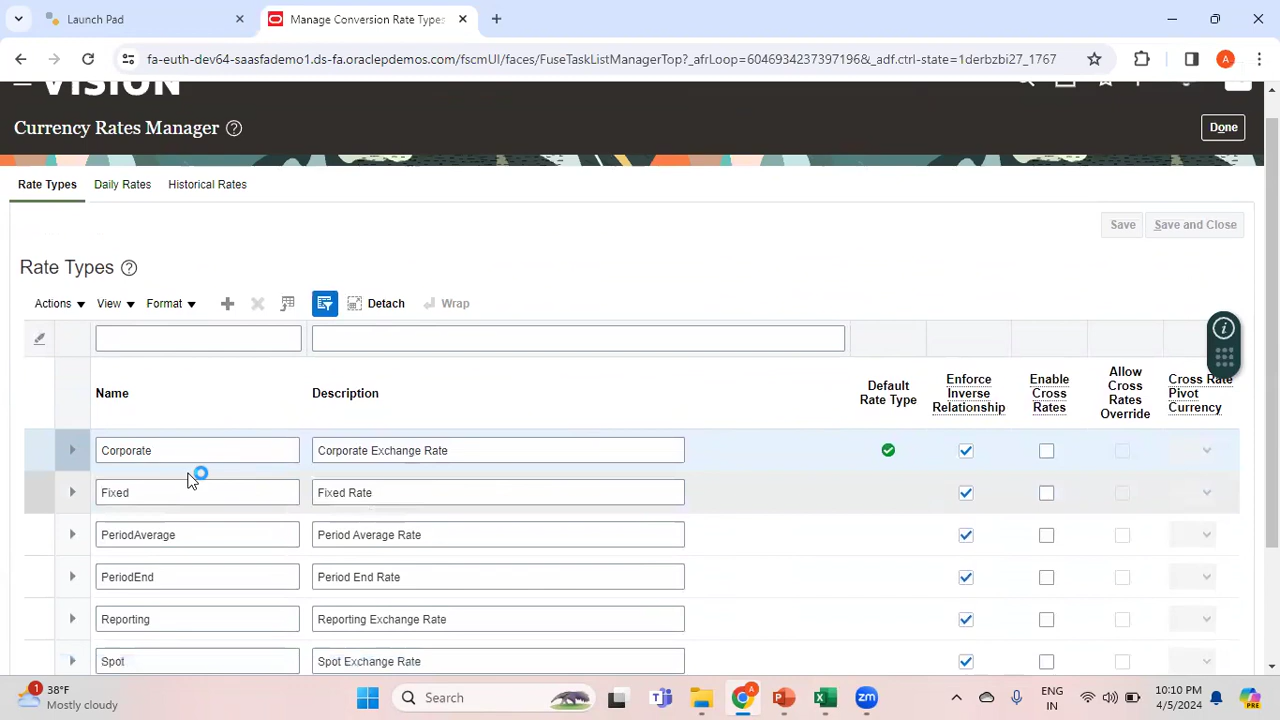 Launch Pad
Manage Conversion Rate Types
fa-euth-dev64-saasfademo1.ds-fa.oraclepdemos.com/fscmUI/faces/FuseTaskListManagerTop?_afrLoop=60469342373971968&_adf.ctrl-state=1derbzbi27_1767
A
VISION
Currency Rates Manager
Done
Rate Types Daily Rates Historical Rates
Save Save and Close
Rate Types
Actions View Format Detach Wrap
Name Description Default Rate Type Enforce Inverse Relationship Enable Cross Rates Allow Cross Rates Override Cross Rate Pivot Currency
Corporate Corporate Exchange Rate
Fixed Fixed Rate
PeriodAverage Period Average Rate
PeriodEnd Period End Rate
Reporting Reporting Exchange Rate
Spot Spot Exchange Rate
1 38°F Mostly cloudy
Search
ENG IN
10:10 PM
4/5/2024